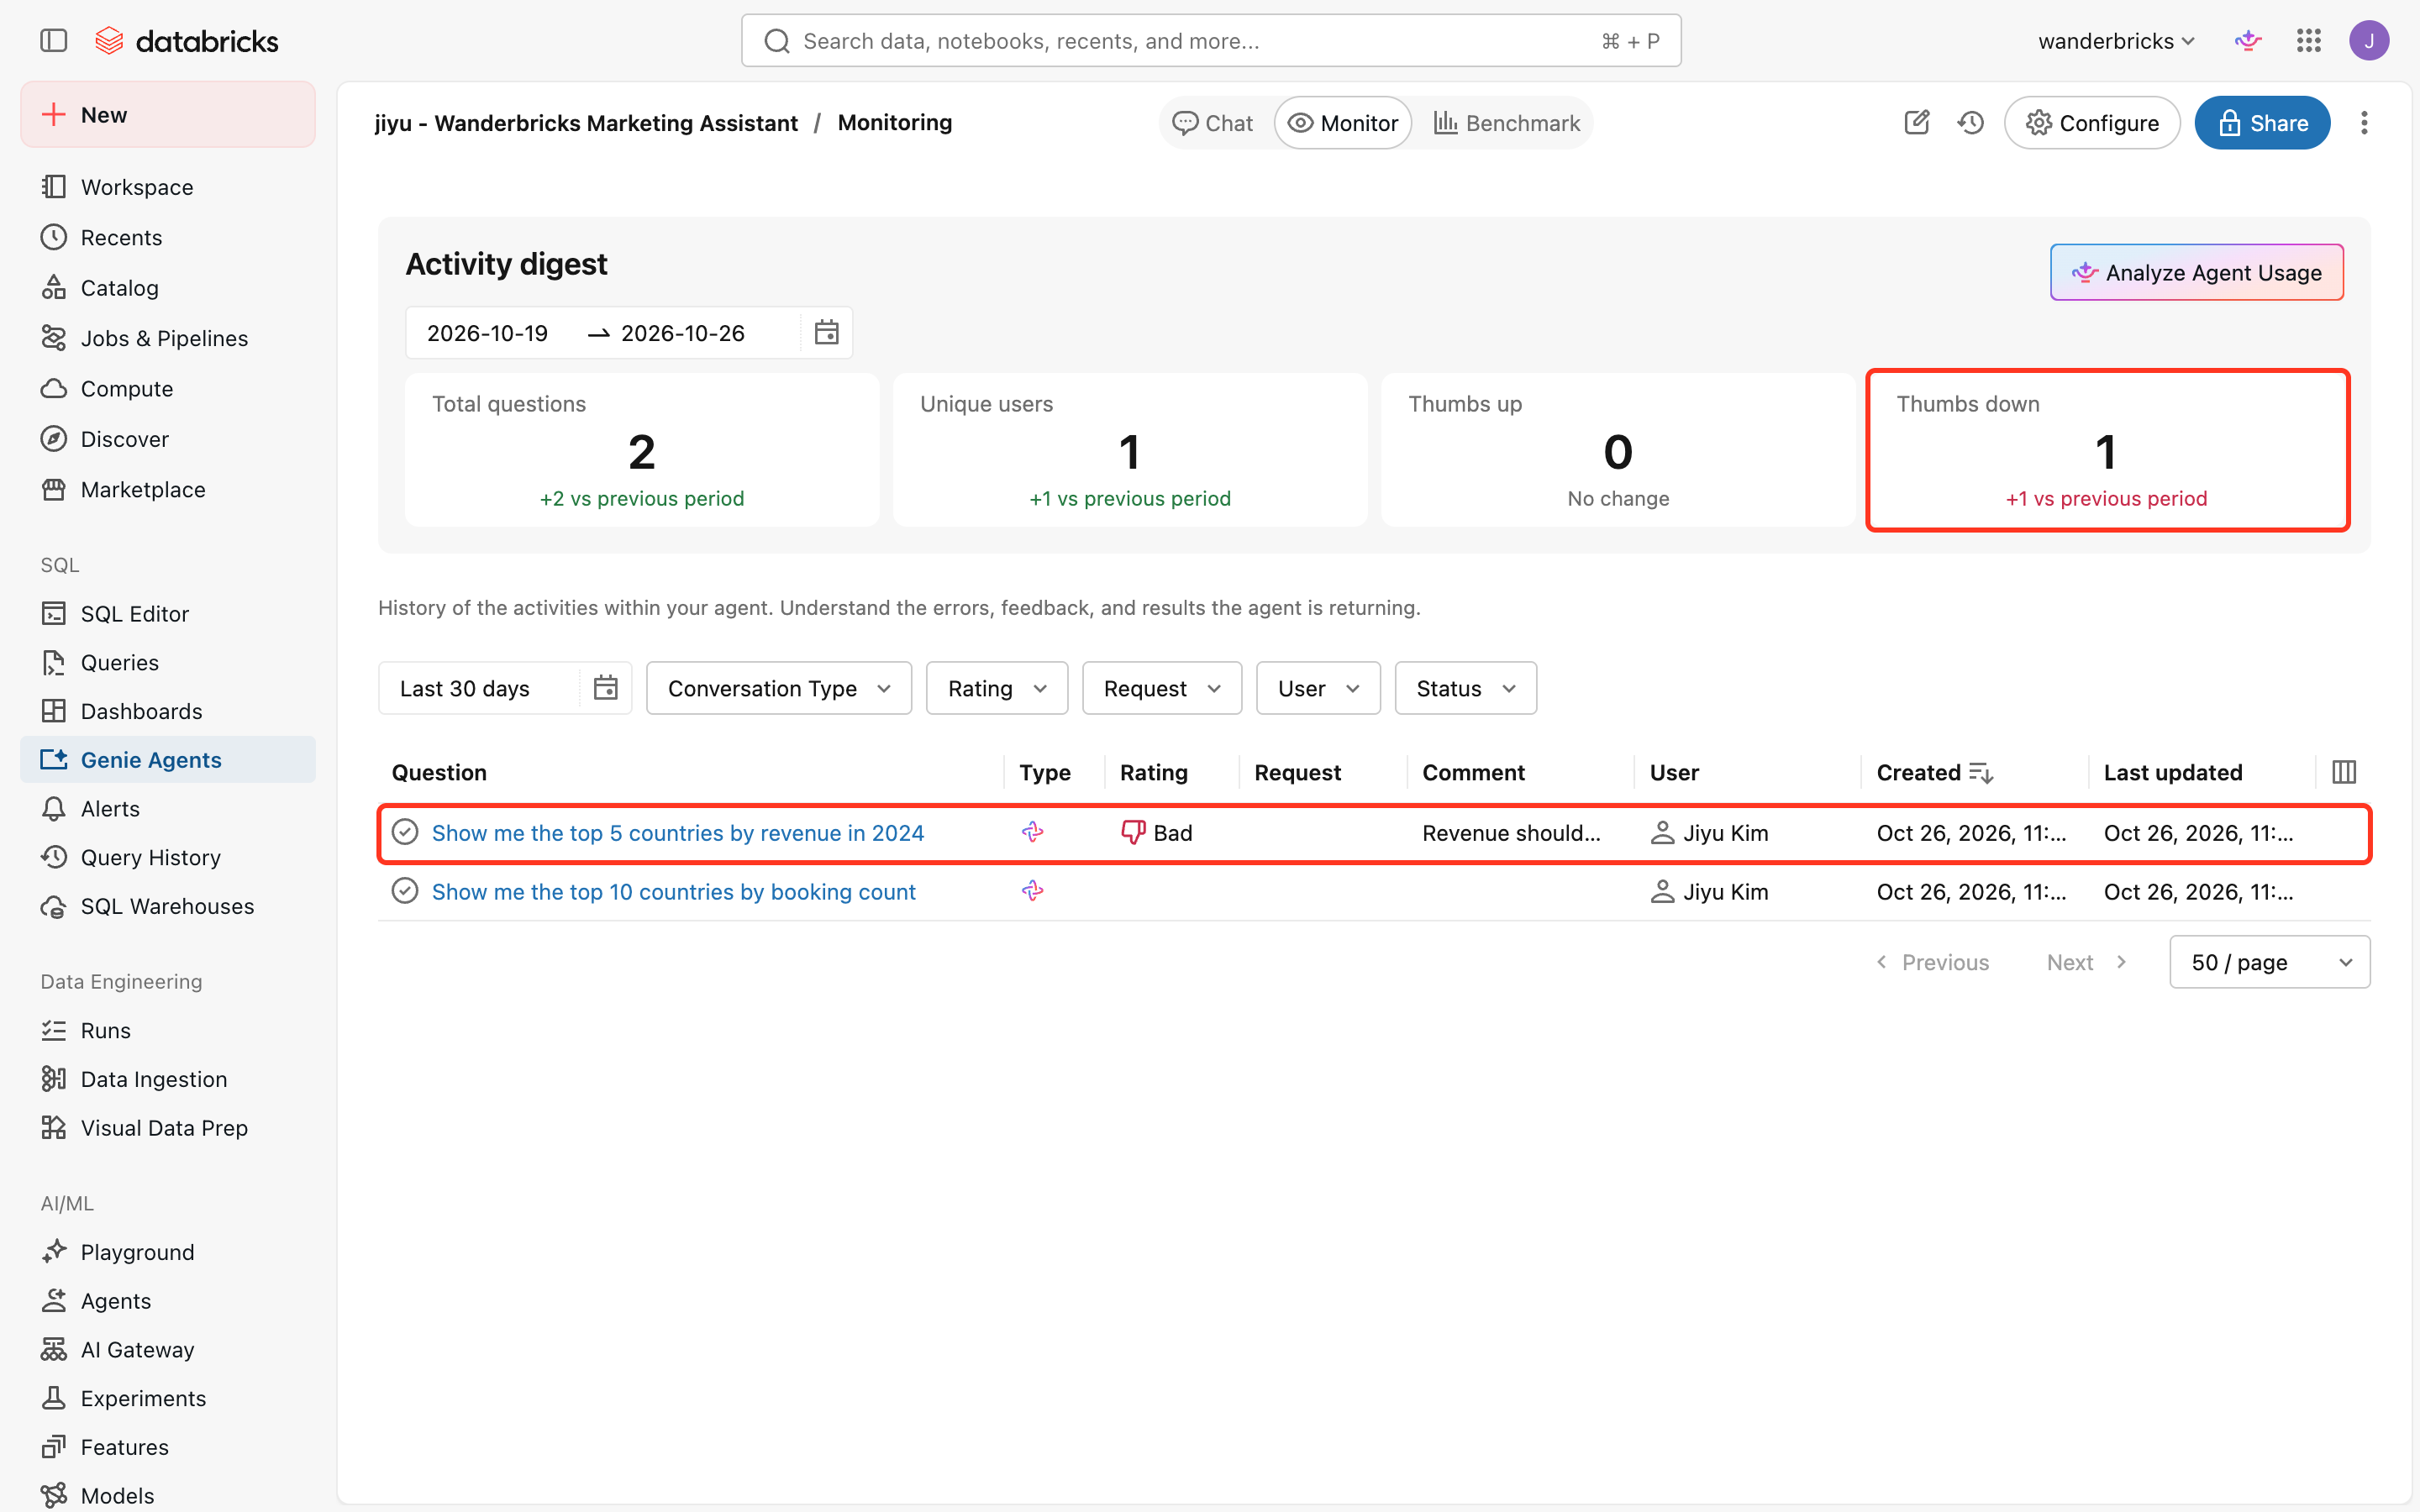 databricks
Search data, notebooks, recents, and more...
⌘ + P
wanderbricks
J
New
Workspace
Recents
Catalog
Jobs & Pipelines
Compute
Discover
Marketplace
SQL
SQL Editor
Queries
Dashboards
Genie Agents
Alerts
Query History
SQL Warehouses
Data Engineering
Runs
Data Ingestion
Visual Data Prep
AI/ML
Playground
Agents
AI Gateway
Experiments
Features
Models
jiyu - Wanderbricks Marketing Assistant / Monitoring
Chat
Monitor
Benchmark
Configure
Share
Activity digest
Analyze Agent Usage
2026-10-19 → 2026-10-26
Total questions
2
+2 vs previous period
Unique users
1
+1 vs previous period
Thumbs up
0
No change
Thumbs down
1
+1 vs previous period
History of the activities within your agent. Understand the errors, feedback, and results the agent is returning.
Last 30 days
Conversation Type
Rating
Request
User
Status
Question Type Rating Request Comment User Created Last updated
Show me the top 5 countries by revenue in 2024 Bad Revenue should... Jiyu Kim Oct 26, 2026, 11:... Oct 26, 2026, 11:...
Show me the top 10 countries by booking count Jiyu Kim Oct 26, 2026, 11:... Oct 26, 2026, 11:...
Previous
Next
50 / page